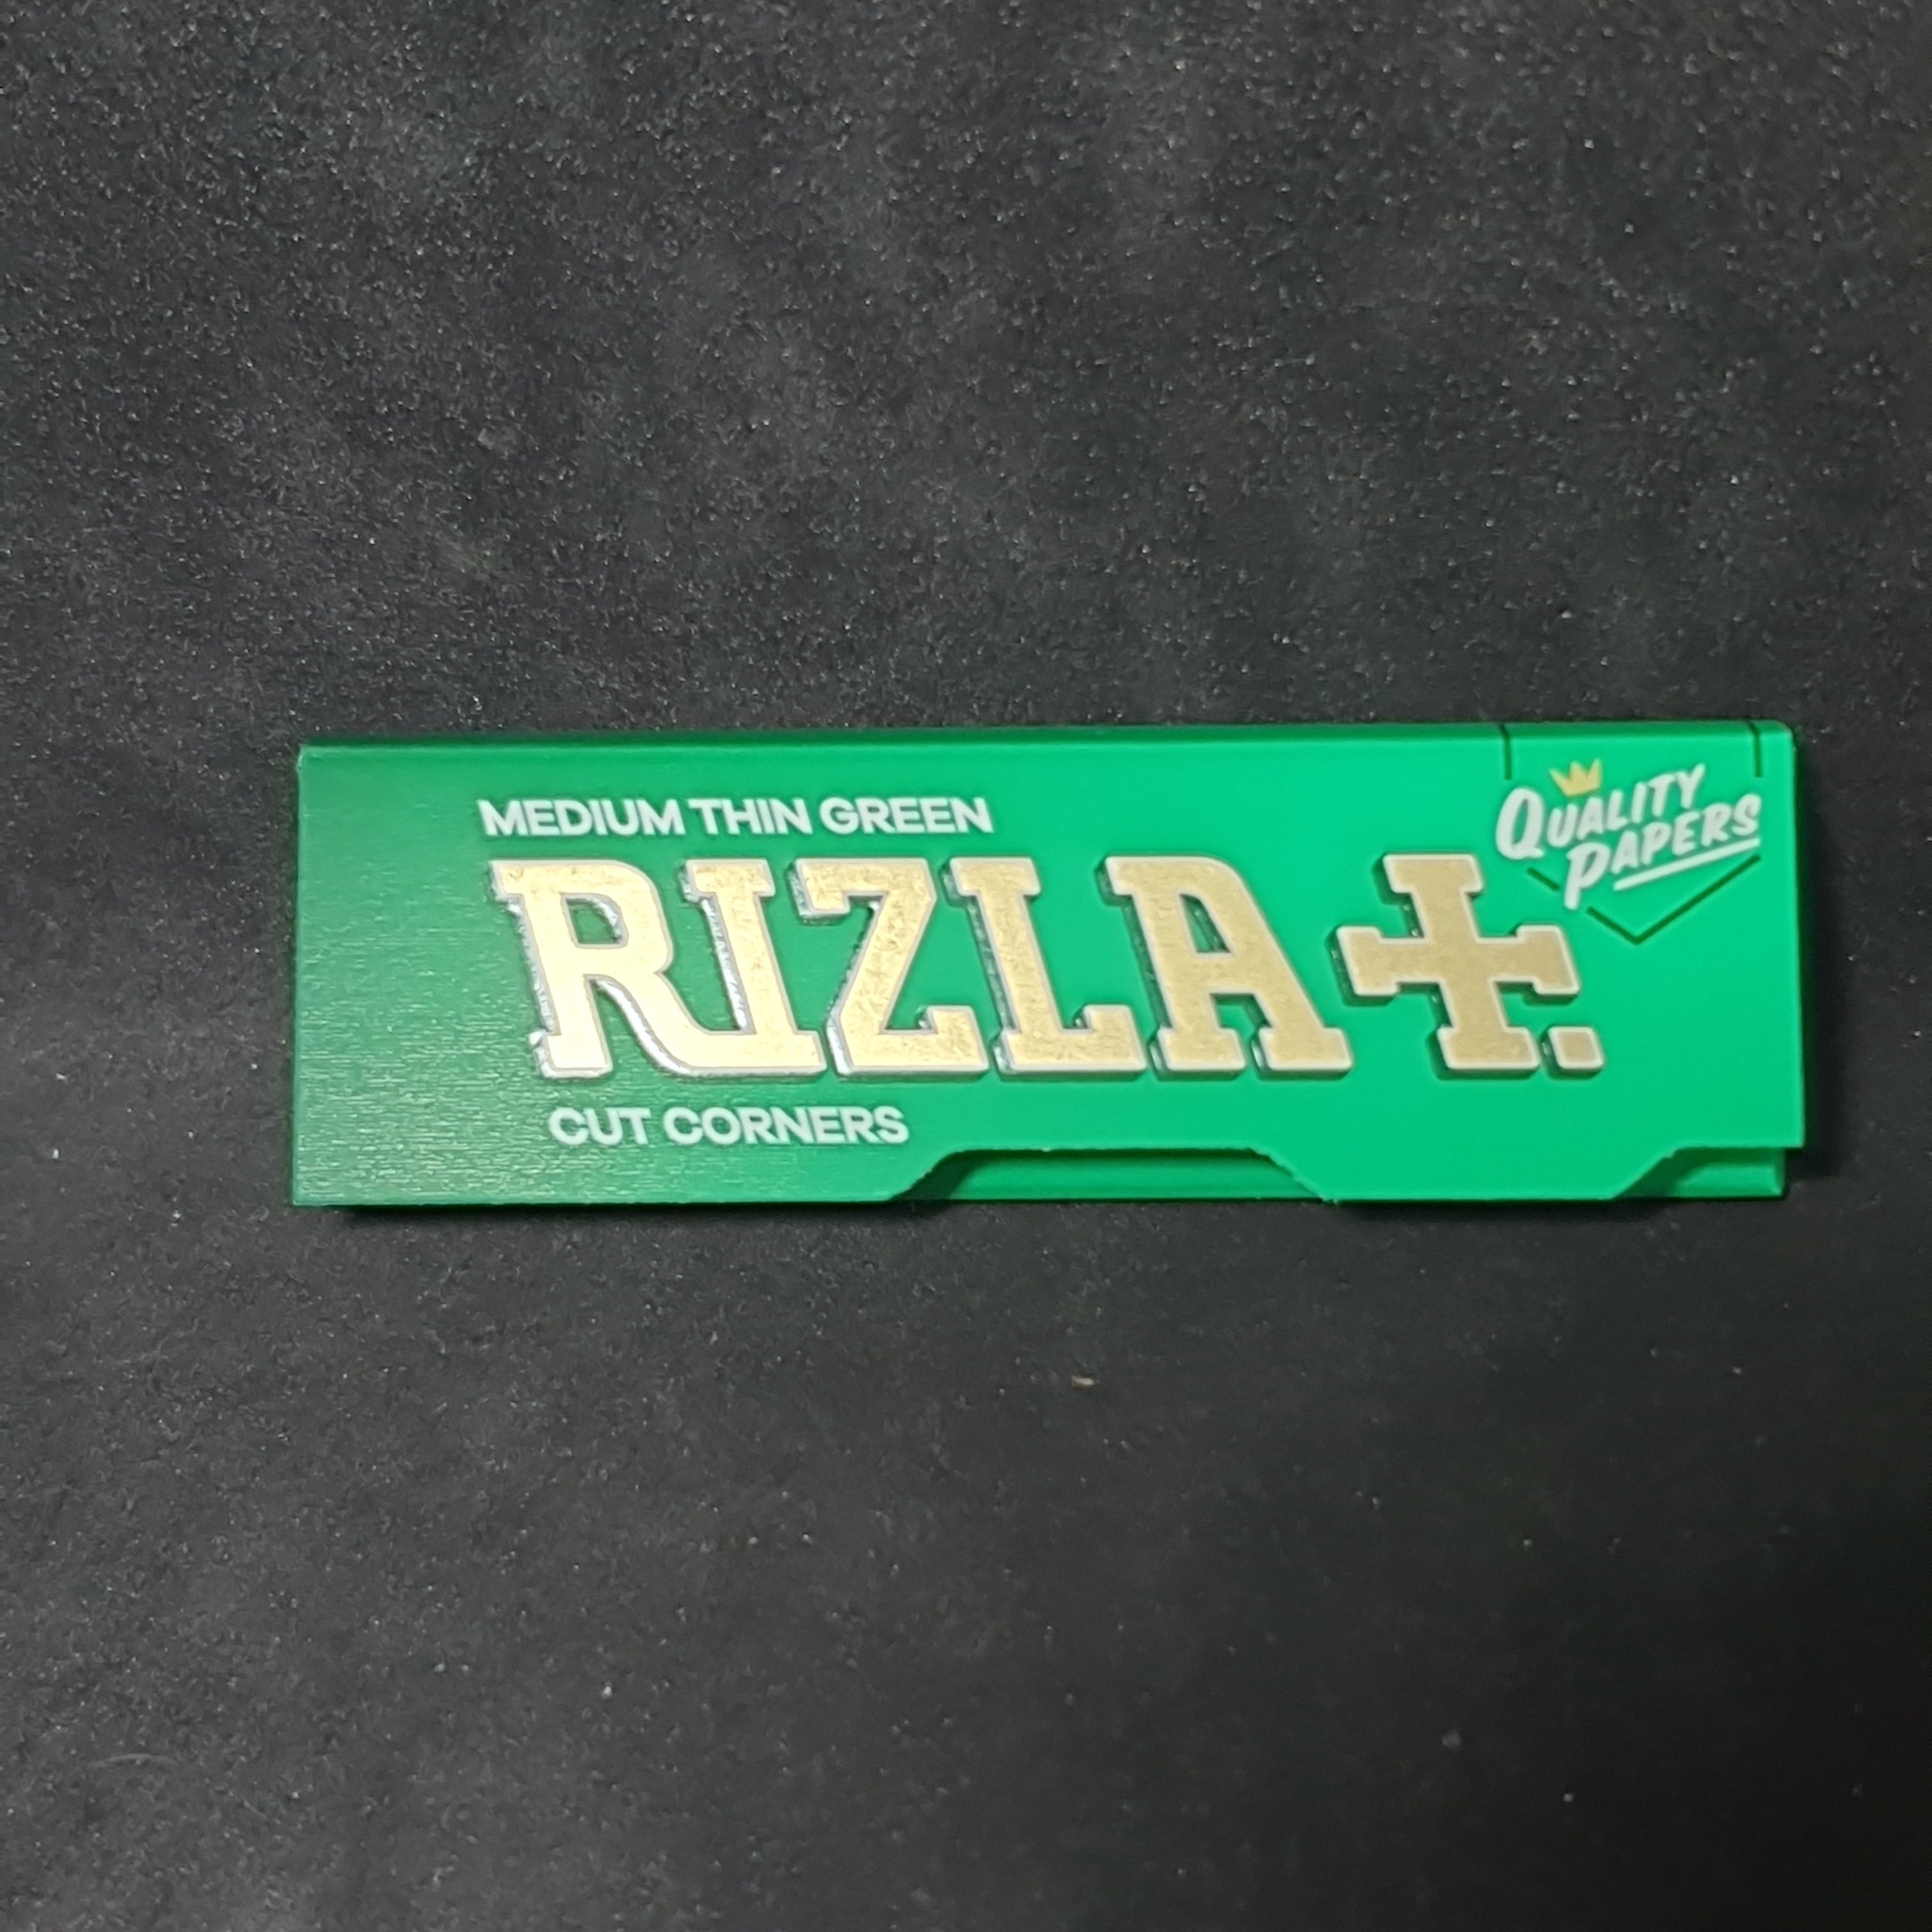 MEDIUM THIN GREEN
QUALITY
PAPERS
RIZLA+.
CUT CORNERS